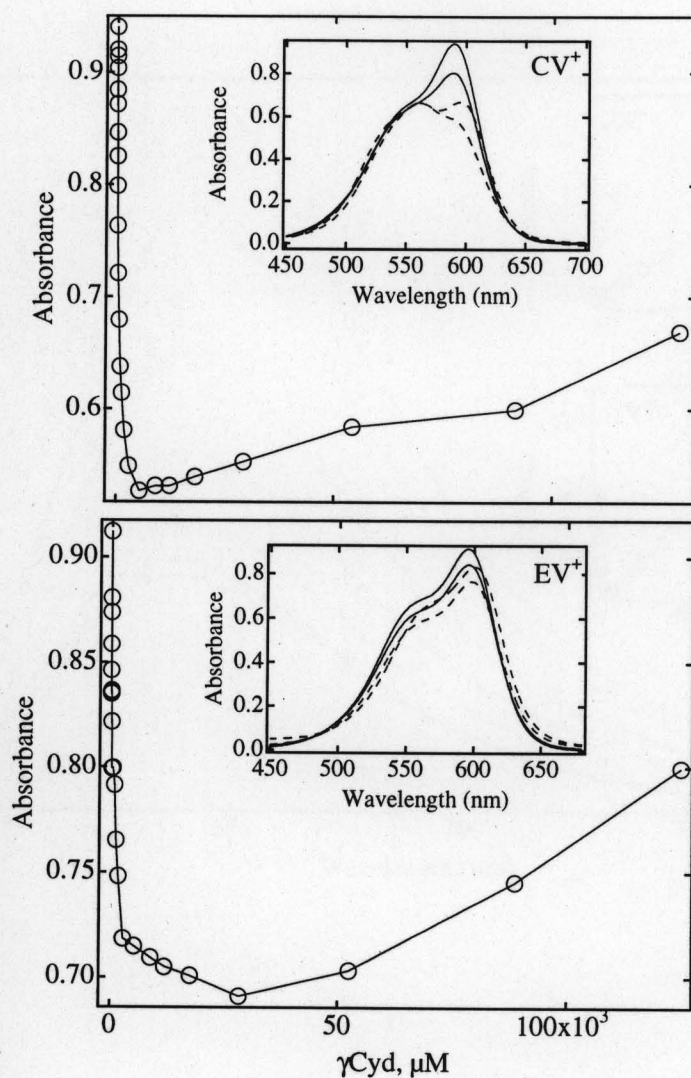 0.9
0.8
0.7
0.6
Absorbance
CV+
0.8
0.6
0.4
0.2
0.0
Absorbance
450 500 550 600 650 700
Wavelength (nm)
0.90
0.85
0.80
0.75
0.70
Absorbance
EV+
0.8
0.6
0.4
0.2
0.0
Absorbance
450 500 550 600 650
Wavelength (nm)
0 50 100x10³
γCyd, μM